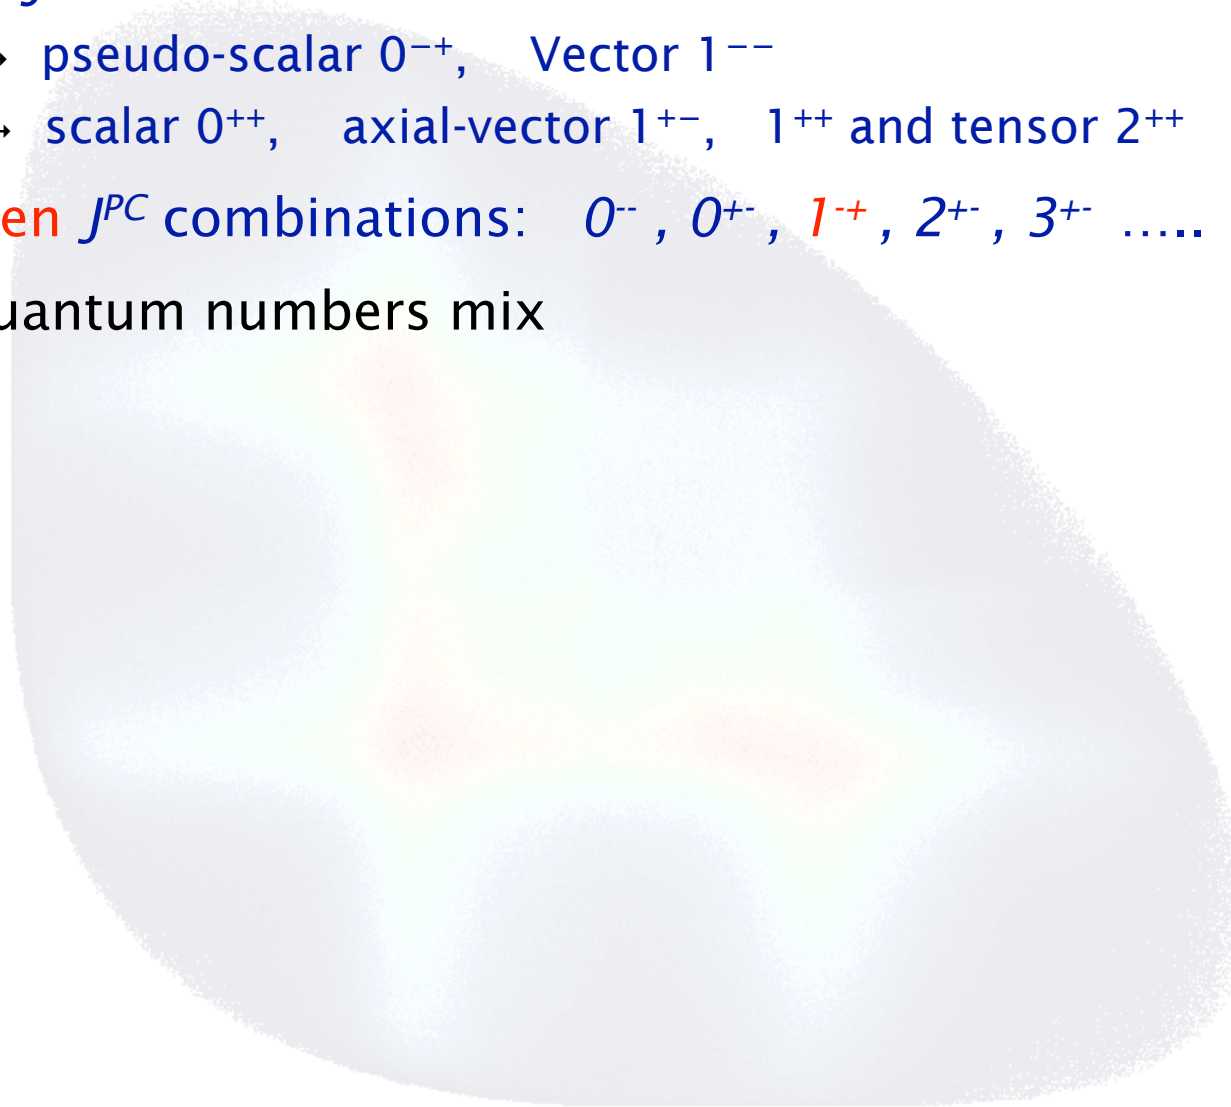 pseudo-scalar 0⁻⁺, Vector 1⁻⁻
scalar 0⁺⁺, axial-vector 1⁺⁻, 1⁺⁺ and tensor 2⁺⁺
en Jᴾᶜ combinations: 0⁻⁻ , 0⁺⁻ , 1⁻⁺ , 2⁺⁻ , 3⁺⁻ …..
uantum numbers mix